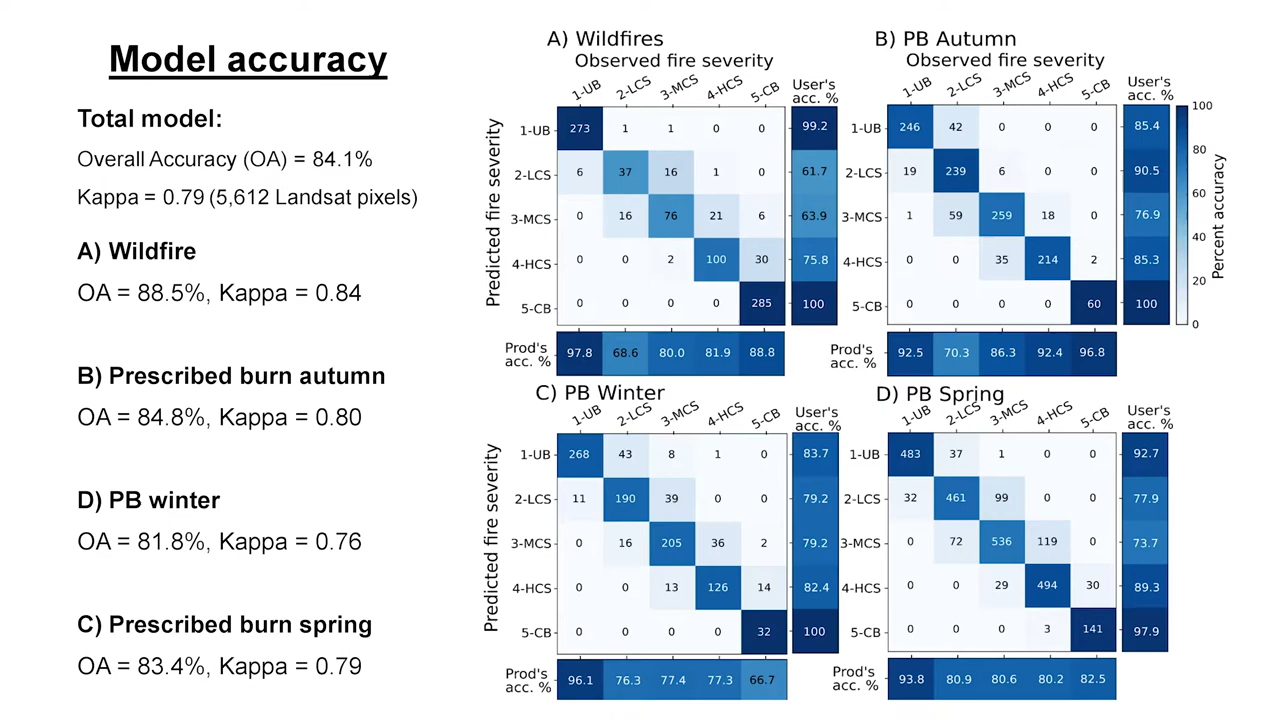 Model accuracy
Total model:
Overall Accuracy (OA) = 84.1%
Kappa = 0.79 (5,612 Landsat pixels)
A) Wildfire
OA = 88.5%, Kappa = 0.84
B) Prescribed burn autumn
OA = 84.8%, Kappa = 0.80
D) PB winter
OA = 81.8%, Kappa = 0.76
C) Prescribed burn spring
OA = 83.4%, Kappa = 0.79
A) Wildfires
Observed fire severity
1-UB 2-LCS 3-MCS 4-HCS 5-CB User's acc. %
Predicted fire severity
1-UB 273 1 1 0 0 99.2
2-LCS 6 37 16 1 0 61.7
3-MCS 0 16 76 21 6 63.9
4-HCS 0 0 2 100 30 75.8
5-CB 0 0 0 0 285 100
Prod's acc. % 97.8 68.6 80.0 81.9 88.8
B) PB Autumn
Observed fire severity
1-UB 2-LCS 3-MCS 4-HCS 5-CB User's acc. %
1-UB 246 42 0 0 0 85.4
2-LCS 19 239 6 0 0 90.5
3-MCS 1 59 259 18 0 76.9
4-HCS 0 0 35 214 2 85.3
5-CB 0 0 0 0 60 100
Prod's acc. % 92.5 70.3 86.3 92.4 96.8
100
80
60
40
20
0
Percent accuracy
C) PB Winter
1-UB 2-LCS 3-MCS 4-HCS 5-CB User's acc. %
Predicted fire severity
1-UB 268 43 8 1 0 83.7
2-LCS 11 190 39 0 0 79.2
3-MCS 0 16 205 36 2 79.2
4-HCS 0 0 13 126 14 82.4
5-CB 0 0 0 0 32 100
Prod's acc. % 96.1 76.3 77.4 77.3 66.7
D) PB Spring
1-UB 2-LCS 3-MCS 4-HCS 5-CB User's acc. %
1-UB 483 37 1 0 0 92.7
2-LCS 32 461 99 0 0 77.9
3-MCS 0 72 536 119 0 73.7
4-HCS 0 0 29 494 30 89.3
5-CB 0 0 0 3 141 97.9
Prod's acc. % 93.8 80.9 80.6 80.2 82.5